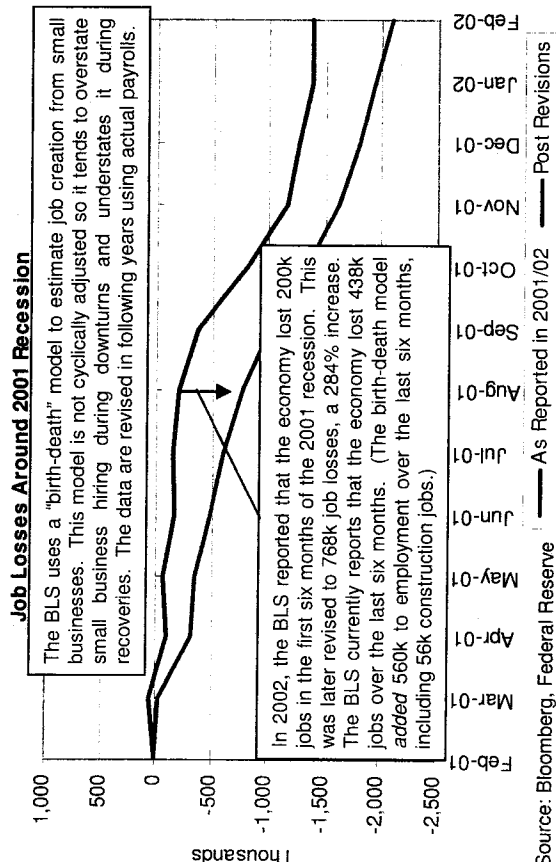 Job Losses Around 2001 Recession
The BLS uses a "birth-death" model to estimate job creation from small
businesses. This model is not cyclically adjusted so it tends to overstate
small business hiring during downturns and understates it during
recoveries. The data are revised in following years using actual payrolls.
1,000
500
0
-500
-1,000
-1,500
-2,000
-2,500
Thousands
In 2002, the BLS reported that the economy lost 200k
jobs in the first six months of the 2001 recession. This
was later revised to 768k job losses, a 284% increase.
The BLS currently reports that the economy lost 438k
jobs over the last six months. (The birth-death model
added 560k to employment over the last six months,
including 56k construction jobs.)
Feb-01
Mar-01
Apr-01
May-01
Jun-01
Jul-01
Aug-01
Sep-01
Oct-01
Nov-01
Dec-01
Jan-02
Feb-02
Source: Bloomberg, Federal Reserve
As Reported in 2001/02
Post Revisions